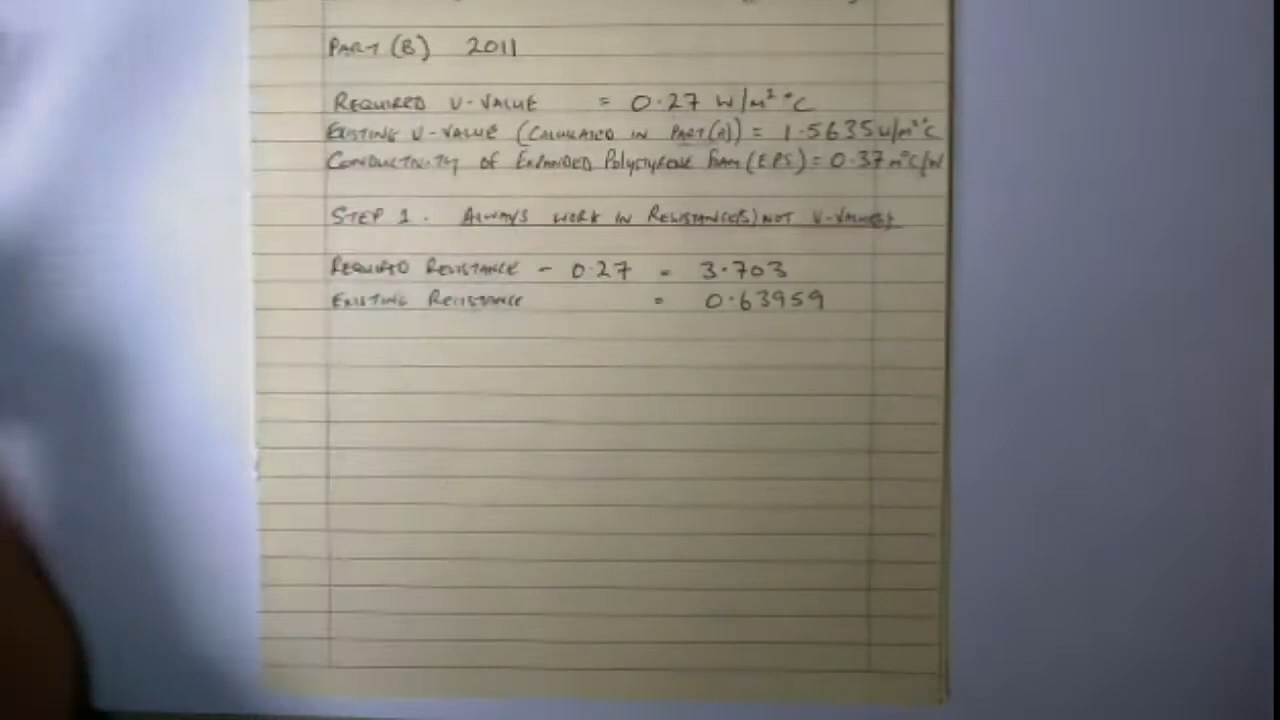 PART (B) 2011
REQUIRED U-VALUE = 0.27 W/m² °C
EXISTING U-VALUE (CALCULATED IN PART(A)) = 1.5635 W/m²°C
CONDUCTIVITY OF EXPANDED POLYSTYRENE FOAM (EPS) = 0.37 m°C/W
STEP 1. ALWAYS WORK IN RESISTANCE(S) NOT U-VALUE(S)
REQUIRED RESISTANCE - 0.27 = 3.703
EXISTING RESISTANCE = 0.63959